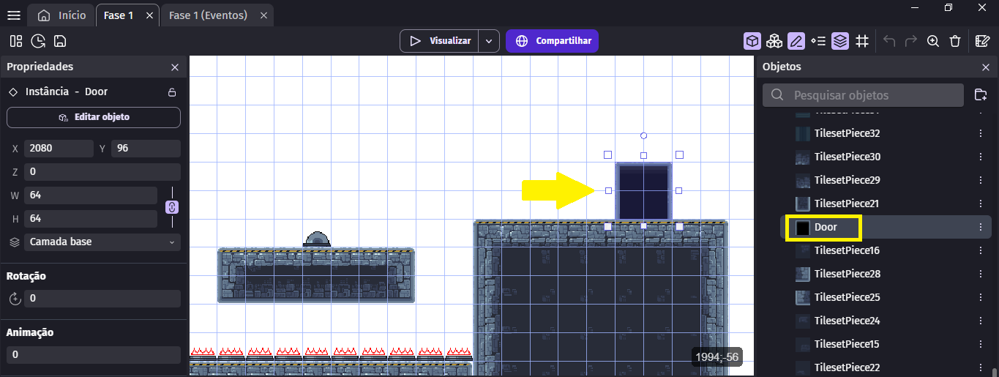 Início
Fase 1
Fase 1 (Eventos)
Visualizar
Compartilhar
Propriedades
Instância - Door
Editar objeto
X 2080 Y 96
Z 0
W 64
H 64
Camada base
Rotação
0
Animação
0
1994;-56
Objetos
Pesquisar objetos
TilesetPiece32
TilesetPiece30
TilesetPiece29
TilesetPiece21
Door
TilesetPiece16
TilesetPiece28
TilesetPiece25
TilesetPiece24
TilesetPiece15
TilesetPiece22